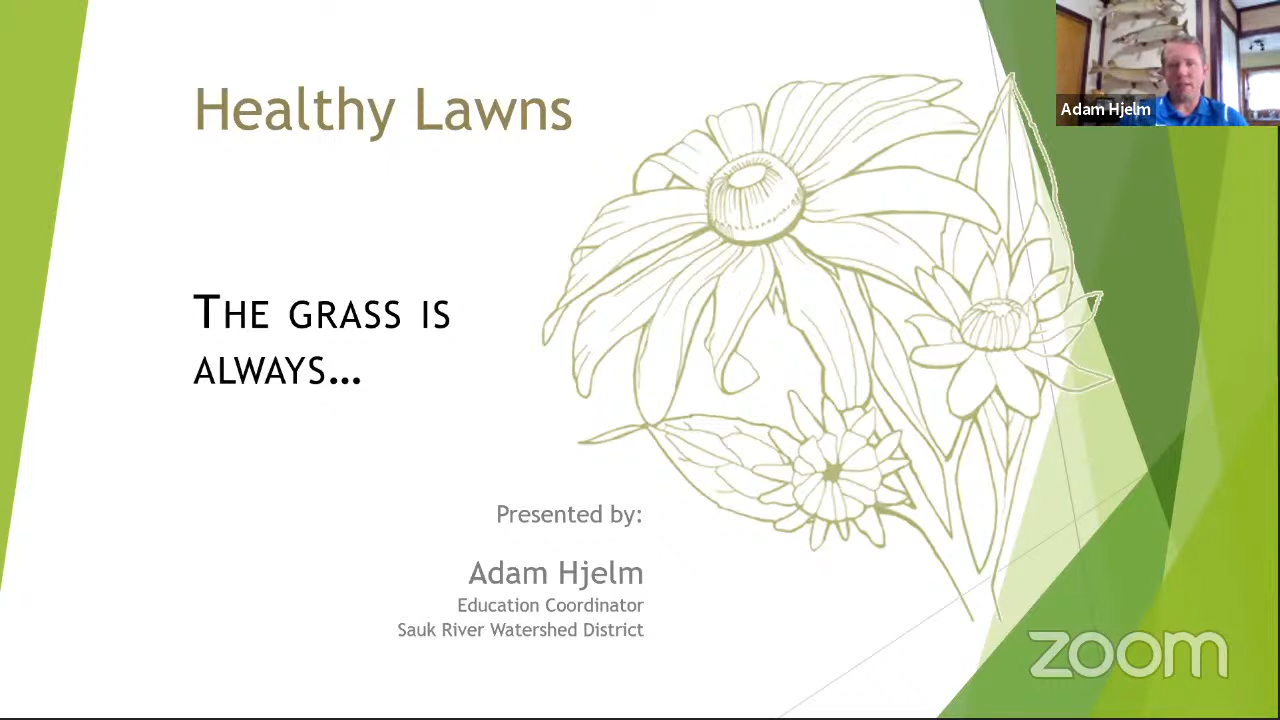 Healthy Lawns
Adam Hjelm
THE GRASS IS
ALWAYS...
Presented by:
Adam Hjelm
Education Coordinator
Sauk River Watershed District
zoom